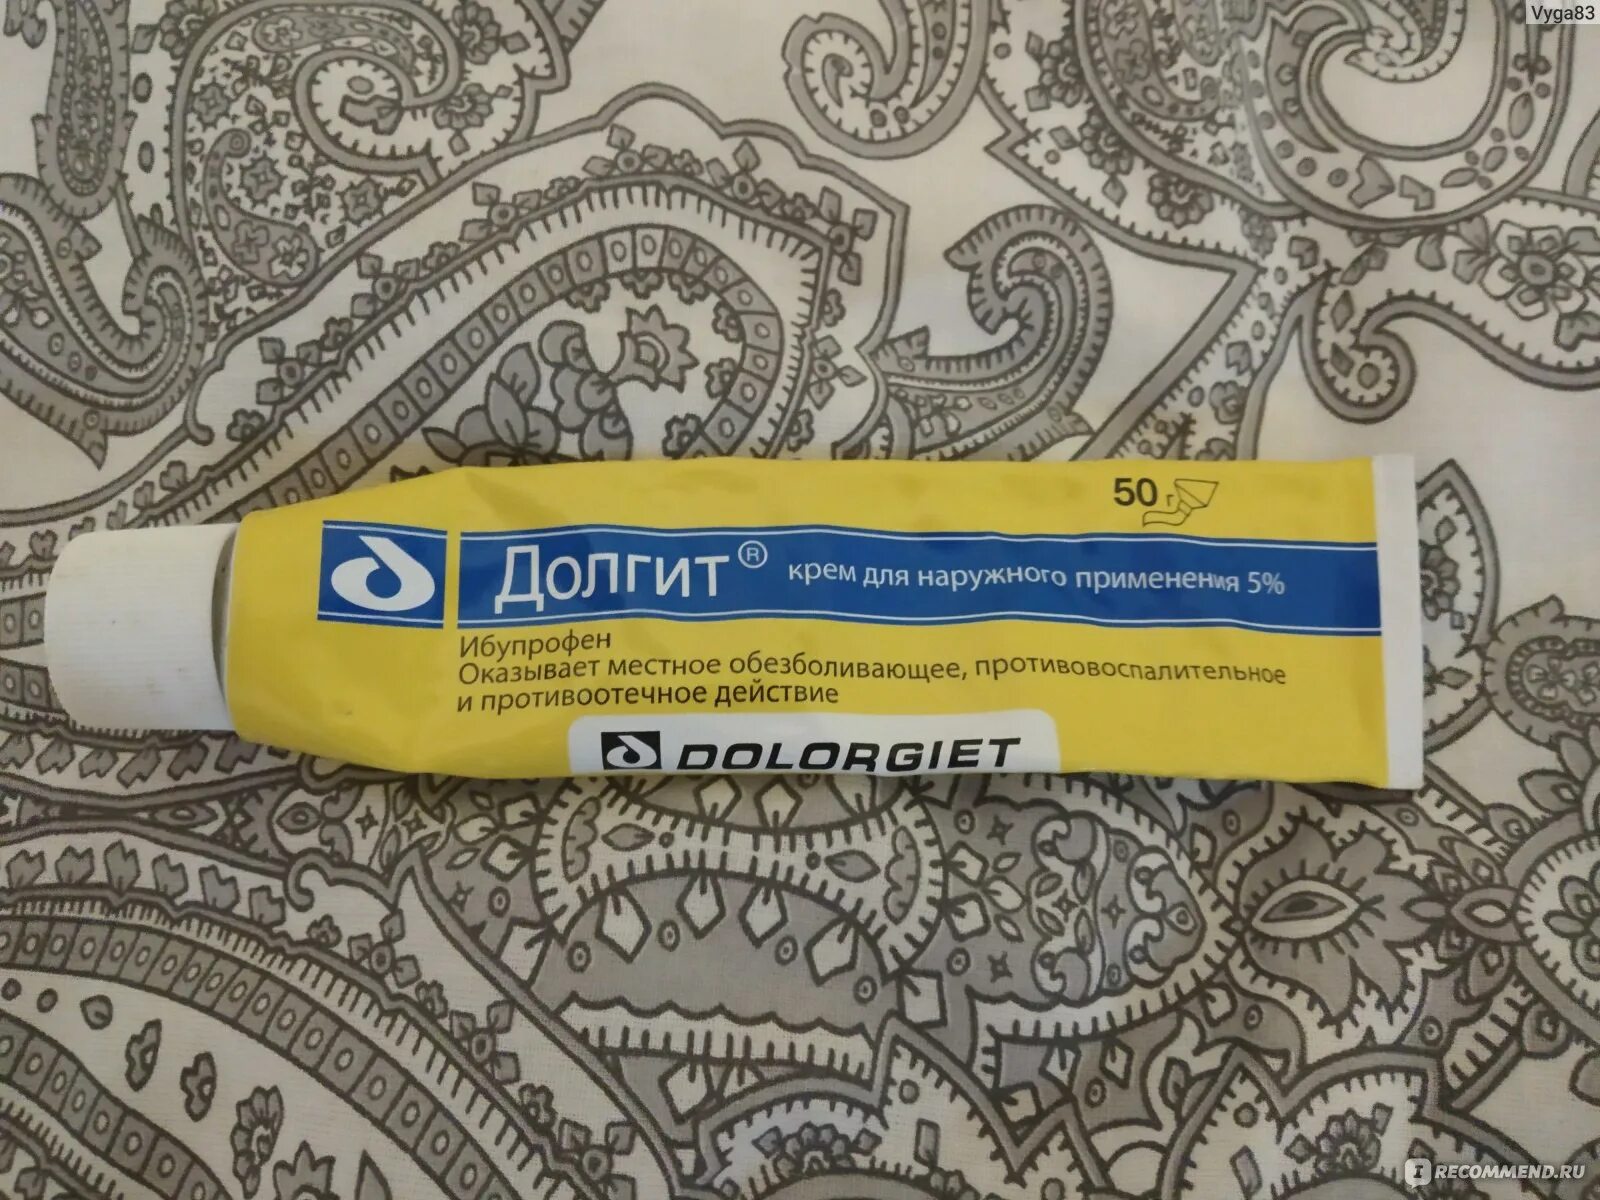 Vyga83
50 г
Долгит® крем для наружного применения 5%
Ибупрофен
Оказывает местное обезболивающее, противовоспалительное
и противоотечное действие
DOLORGIET
I RECOMMEND.RU